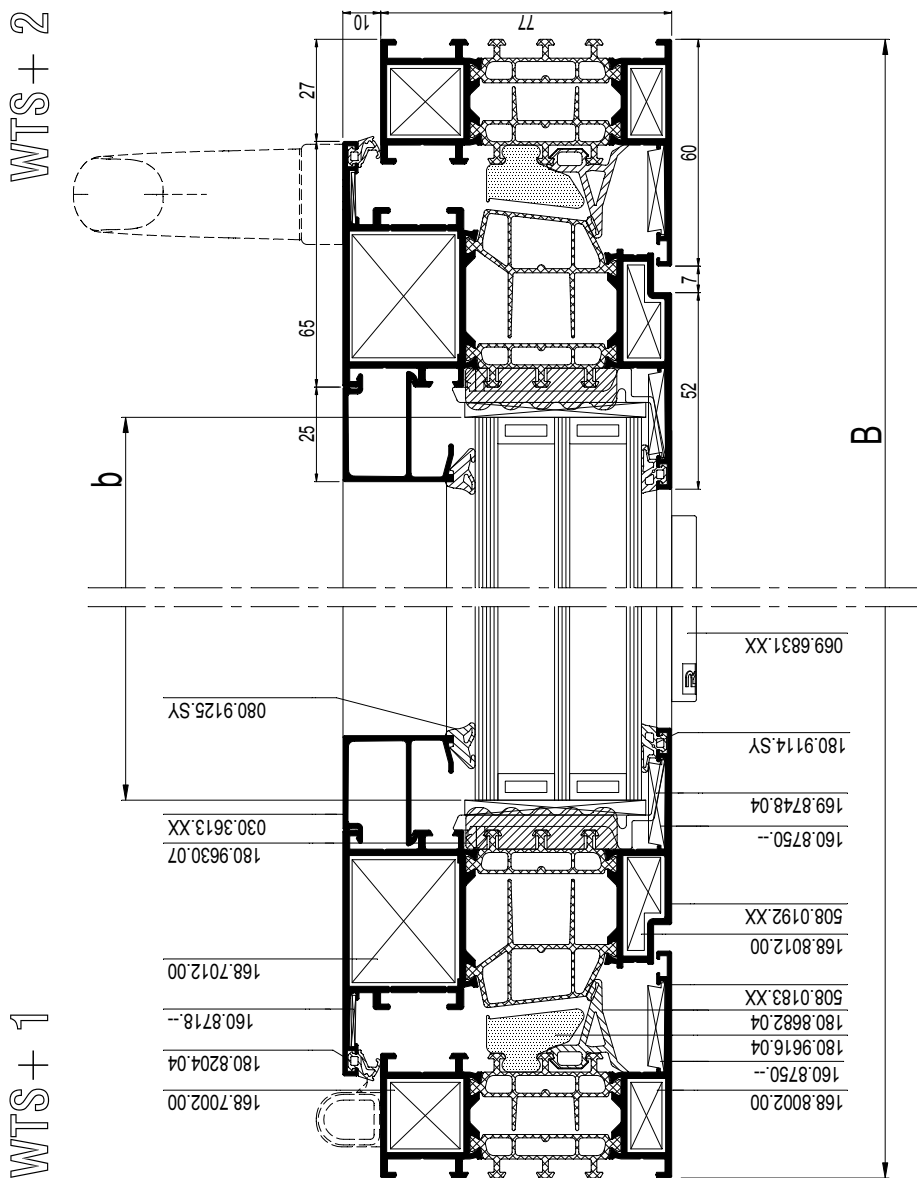 WTS+ 2
10
77
27
65
25
60
7
52
b
B
069.6831.XX
R
080.9125.SY
180.9114.SY
169.8748.04
160.8750.--
030.3613.XX
180.9630.07
508.0192.XX
168.8012.00
168.7012.00
508.0183.XX
180.8682.04
180.9616.04
160.8750.--
168.8002.00
160.8718.--
180.8204.04
168.7002.00
WTS+ 1